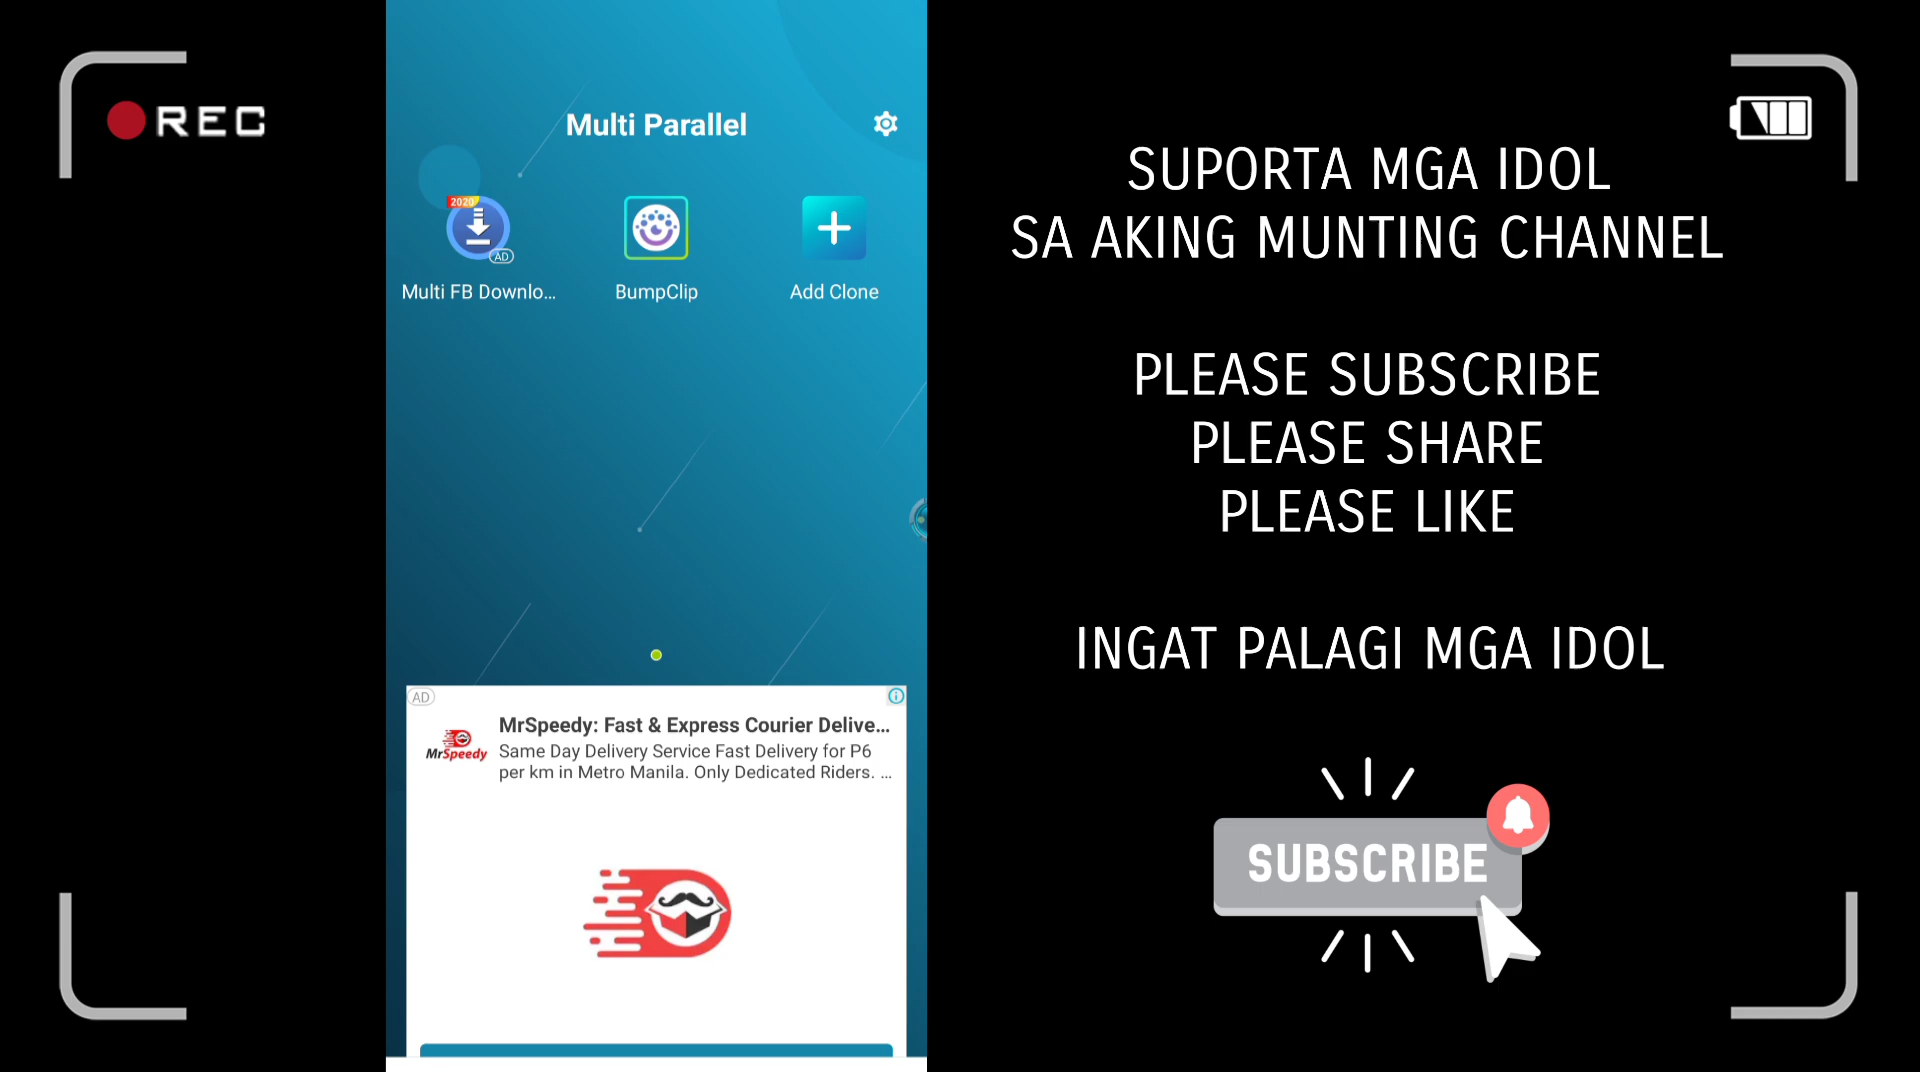 REC
Multi Parallel
2020
AD
Multi FB Downlo...
BumpClip
Add Clone
AD
MrSpeedy: Fast & Express Courier Delive...
MrSpeedy
Same Day Delivery Service Fast Delivery for P6
per km in Metro Manila. Only Dedicated Riders. ...
SUPORTA MGA IDOL
SA AKING MUNTING CHANNEL
PLEASE SUBSCRIBE
PLEASE SHARE
PLEASE LIKE
INGAT PALAGI MGA IDOL
SUBSCRIBE